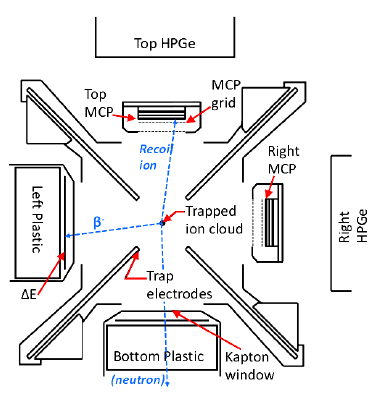 Top HPGe
Top
MCP
MCP
grid
Recoil
ion
Right
MCP
Left Plastic
β-
Trapped
ion cloud
Right
HPGe
ΔE
Trap
electrodes
Bottom Plastic
Kapton
window
(neutron)